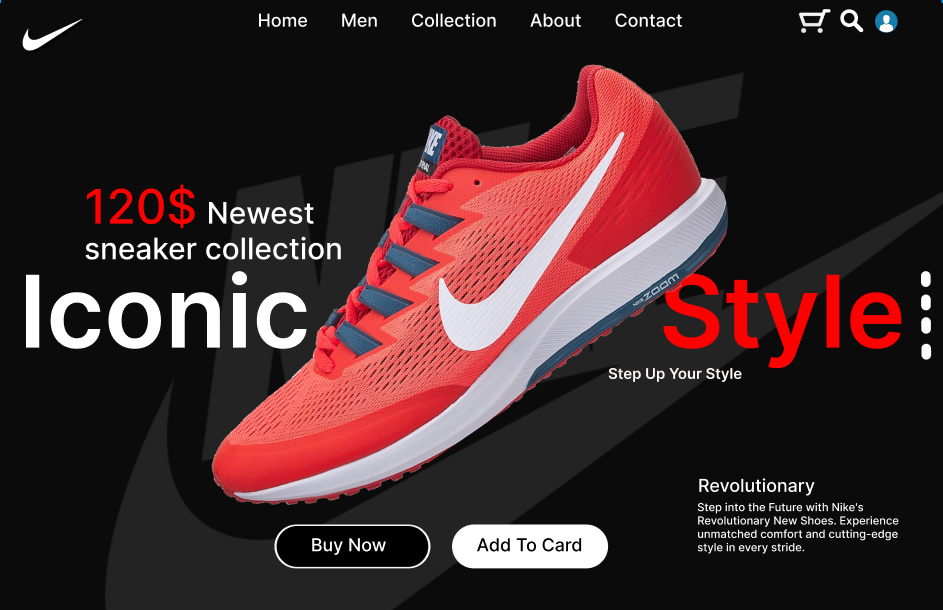 Home Men Collection About Contact
NIKE
120$ Newest
sneaker collection
Iconic Style
NIKE ZOOM
Step Up Your Style
Revolutionary
Step into the Future with Nike's
Revolutionary New Shoes. Experience
unmatched comfort and cutting-edge
style in every stride.
Buy Now Add To Card